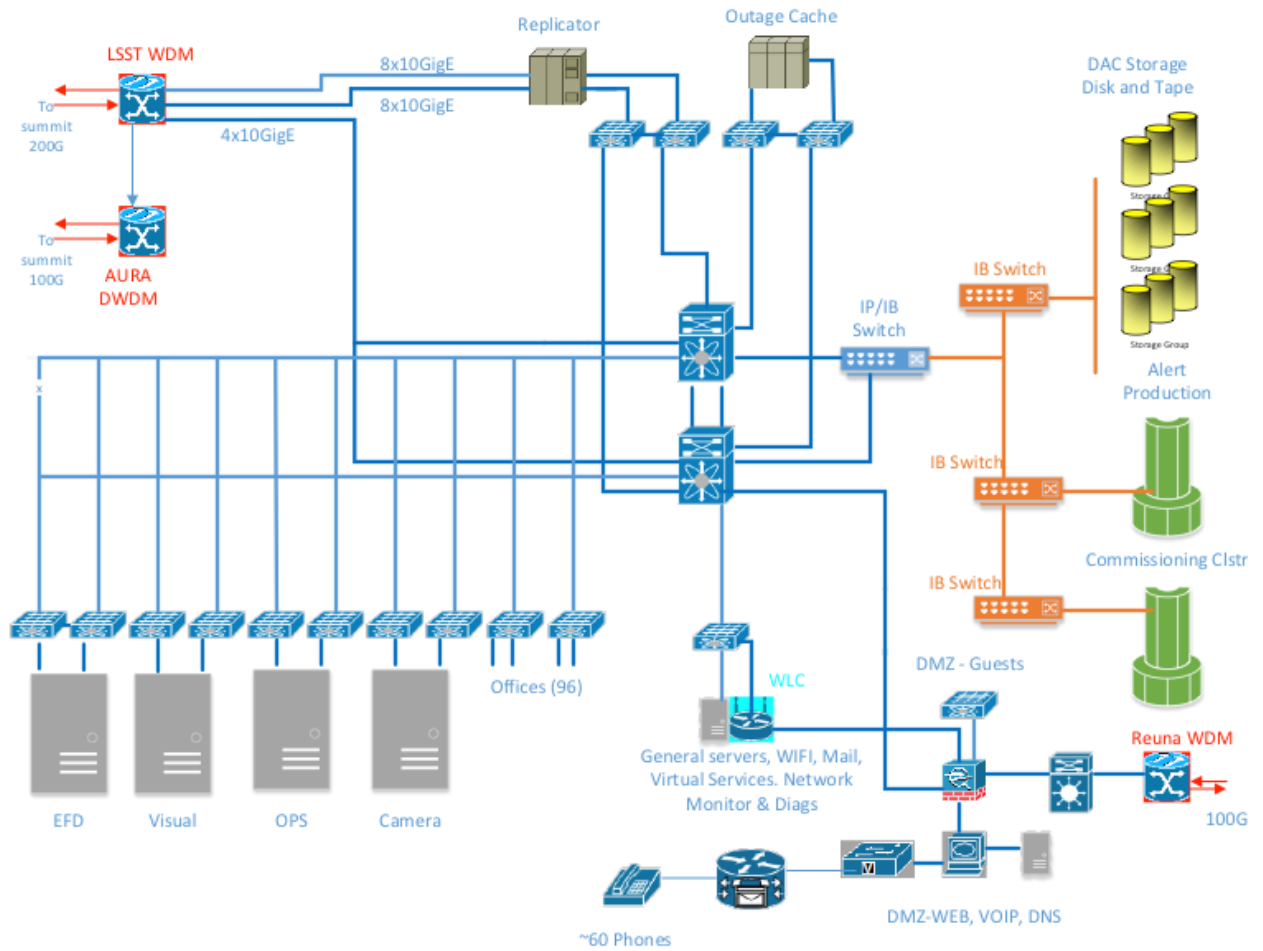 Replicator
Outage Cache
LSST WDM
8x10GigE
8x10GigE
4x10GigE
To
summit
200G
DAC Storage
Disk and Tape
Storage G
Storage G
Storage Group
To
summit
100G
AURA
DWDM
IB Switch
IP/IB
Switch
Alert
Production
x
IB Switch
Commissioning Clstr
IB Switch
Offices (96)
DMZ - Guests
WLC
General servers, WIFI, Mail,
Virtual Services. Network
Monitor & Diags
Reuna WDM
100G
EFD
Visual
OPS
Camera
V
DMZ-WEB, VOIP, DNS
~60 Phones